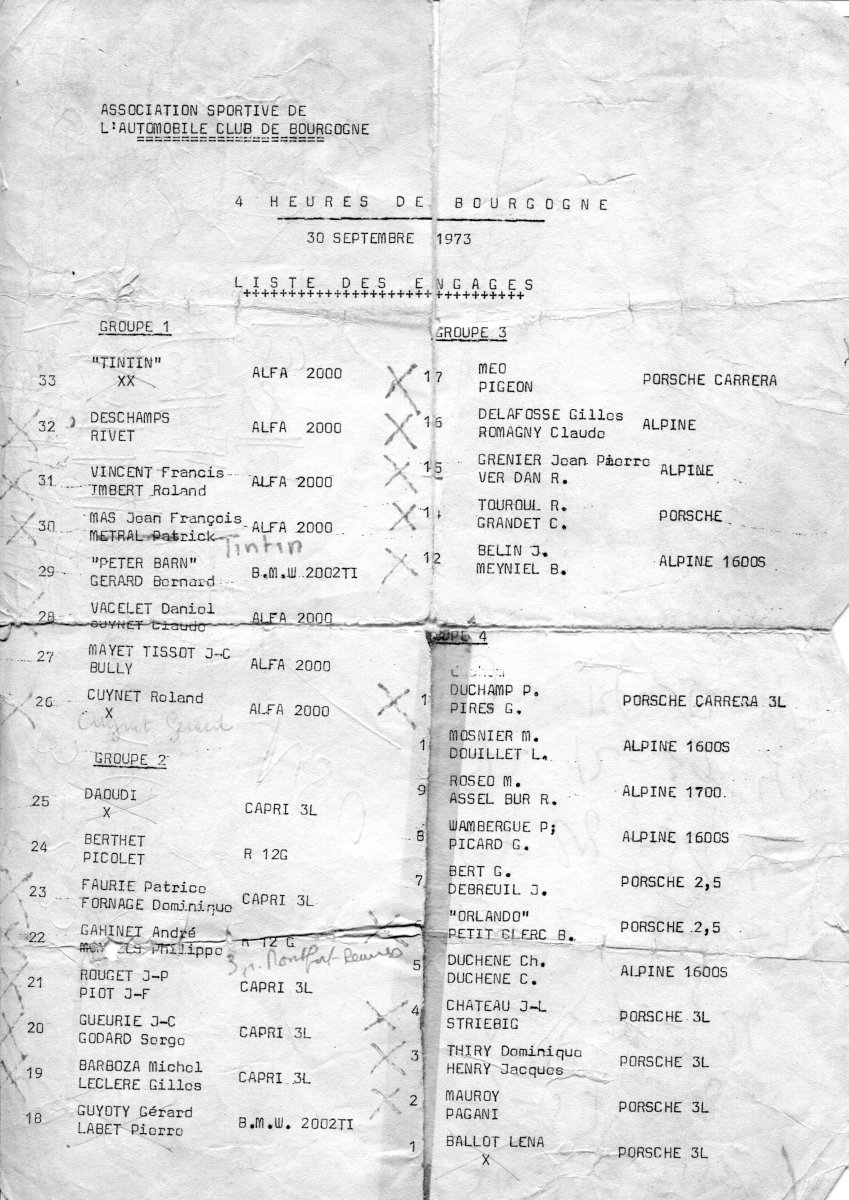 ASSOCIATION SPORTIVE DE
L'AUTOMOBILE CLUB DE BOURGOGNE
4 HEURES DE BOURGOGNE
30 SEPTEMBRE 1973
LISTE DES ENGAGES
GROUPE 1
33 "TINTIN" ALFA 2000
XX
32 DESCHAMPS ALFA 2000
RIVET
31 VINCENT Francis ALFA 2000
IMBERT Roland
30 MAS Jean François ALFA 2000
METRAL Patrick Tintin
29 "PETER BARN" B.M.W 2002TI
GERARD Bernard
28 VACELET Daniel ALFA 2000
CUYNET Claude
27 MAYET TISSOT J-C ALFA 2000
BULLY
26 CUYNET Roland ALFA 2000
X
GROUPE 2
25 DAOUDI CAPRI 3L
X
24 BERTHET R 12G
PICOLET
23 FAURIE Patrice CAPRI 3L
FORNAGE Dominique
22 GAHINET André R 12 G
Philippe
21 ROUGET J-P CAPRI 3L
PIOT J-F
20 GUEURIE J-C CAPRI 3L
GODARD Serge
19 BARBOZA Michel CAPRI 3L
LECLERE Gilles
18 GUYOTY Gérard B.M.W. 2002TI
LABET Pierre
GROUPE 3
17 MEO PORSCHE CARRERA
PIGEON
16 DELAFOSSE Gilles ALPINE
ROMAGNY Claude
15 GRENIER Jean Pierre ALPINE
VER DAN R.
14 TOUROUL R. PORSCHE
GRANDET C.
12 BELIN J. ALPINE 1600S
MEYNIEL B.
UPE 4
1 DUCHAMP P. PORSCHE CARRERA 3L
PIRES G.
1 MOSNIER M. ALPINE 1600S
DOUILLET L.
9 ROSEO M. ALPINE 1700.
ASSEL BUR R.
8 WAMBERGUE P; ALPINE 1600S
PICARD G.
7 BERT G. PORSCHE 2,5
DEBREUIL J.
"ORLANDO" PORSCHE 2,5
PETIT CLERC B.
5 DUCHENE Ch. ALPINE 1600S
DUCHENE C.
4 CHATEAU J-L PORSCHE 3L
STRIEBIG
3 THIRY Dominique PORSCHE 3L
HENRY Jacques
2 MAUROY PORSCHE 3L
PAGANI
1 BALLOT LENA PORSCHE 3L
X